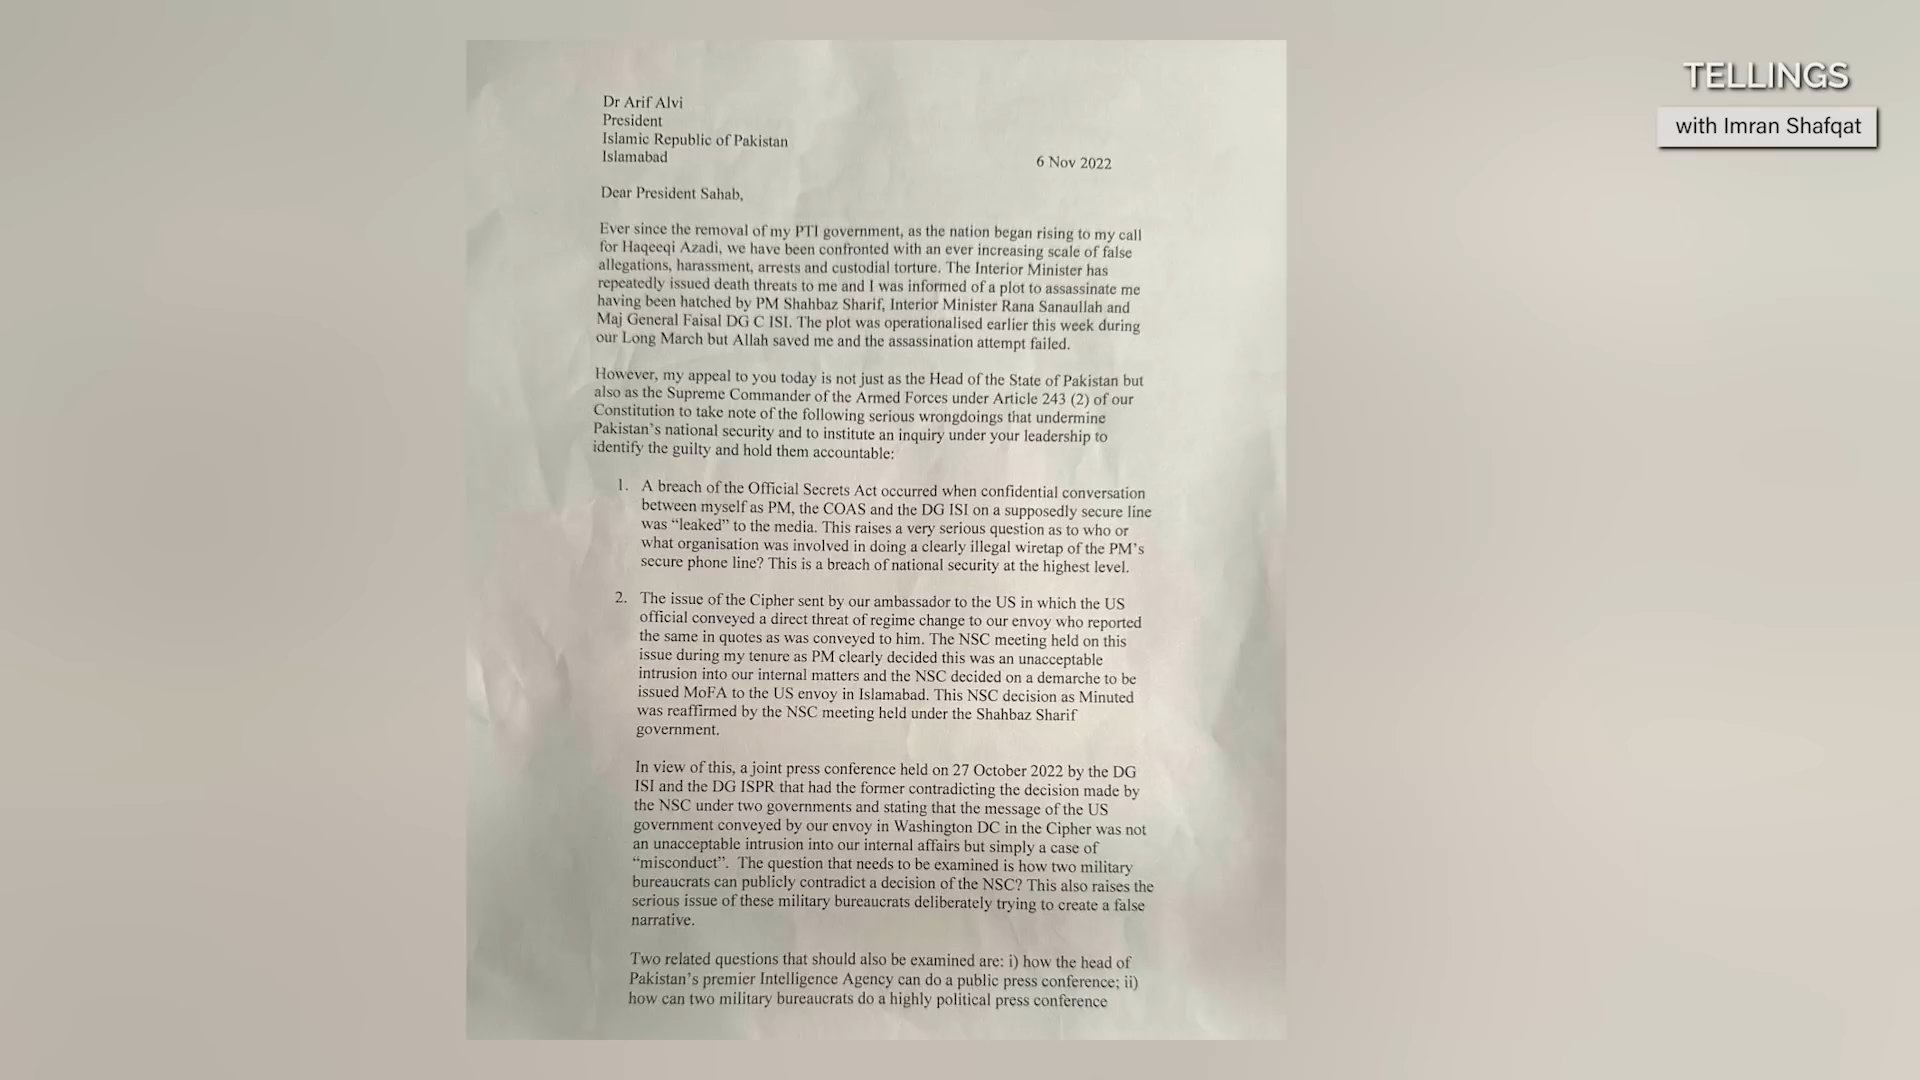 TELLINGS
with Imran Shafqat
Dr Arif Alvi
President
Islamic Republic of Pakistan
Islamabad
6 Nov 2022
Dear President Sahab,
Ever since the removal of my PTI government, as the nation began rising to my call
for Haqeeqi Azadi, we have been confronted with an ever increasing scale of false
allegations, harassment, arrests and custodial torture. The Interior Minister has
repeatedly issued death threats to me and I was informed of a plot to assassinate me
having been hatched by PM Shahbaz Sharif, Interior Minister Rana Sanaullah and
Maj General Faisal DG C ISI. The plot was operationalised earlier this week during
our Long March but Allah saved me and the assassination attempt failed.
However, my appeal to you today is not just as the Head of the State of Pakistan but
also as the Supreme Commander of the Armed Forces under Article 243 (2) of our
Constitution to take note of the following serious wrongdoings that undermine
Pakistan's national security and to institute an inquiry under your leadership to
identify the guilty and hold them accountable:
1. A breach of the Official Secrets Act occurred when confidential conversation
between myself as PM, the COAS and the DG ISI on a supposedly secure line
was “leaked” to the media. This raises a very serious question as to who or
what organisation was involved in doing a clearly illegal wiretap of the PM's
secure phone line? This is a breach of national security at the highest level.
2. The issue of the Cipher sent by our ambassador to the US in which the US
official conveyed a direct threat of regime change to our envoy who reported
the same in quotes as was conveyed to him. The NSC meeting held on this
issue during my tenure as PM clearly decided this was an unacceptable
intrusion into our internal matters and the NSC decided on a demarche to be
issued MoFA to the US envoy in Islamabad. This NSC decision as Minuted
was reaffirmed by the NSC meeting held under the Shahbaz Sharif
government.
In view of this, a joint press conference held on 27 October 2022 by the DG
ISI and the DG ISPR that had the former contradicting the decision made by
the NSC under two governments and stating that the message of the US
government conveyed by our envoy in Washington DC in the Cipher was not
an unacceptable intrusion into our internal affairs but simply a case of
“misconduct”. The question that needs to be examined is how two military
bureaucrats can publicly contradict a decision of the NSC? This also raises the
serious issue of these military bureaucrats deliberately trying to create a false
narrative.
Two related questions that should also be examined are: i) how the head of
Pakistan's premier Intelligence Agency can do a public press conference; ii)
how can two military bureaucrats do a highly political press conference